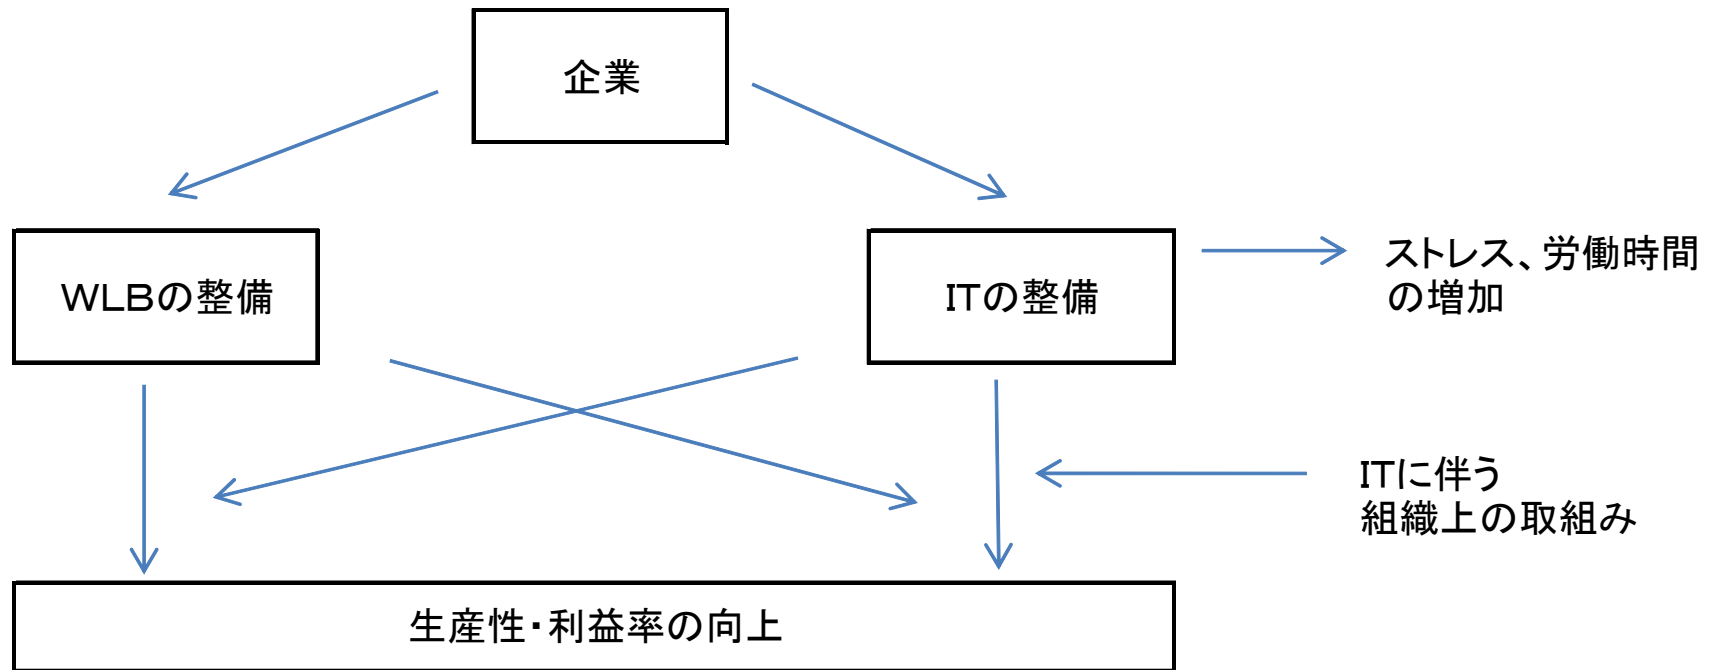 企業
WLBの整備
ITの整備
ストレス、労働時間
の増加
ITに伴う
組織上の取組み
生産性・利益率の向上